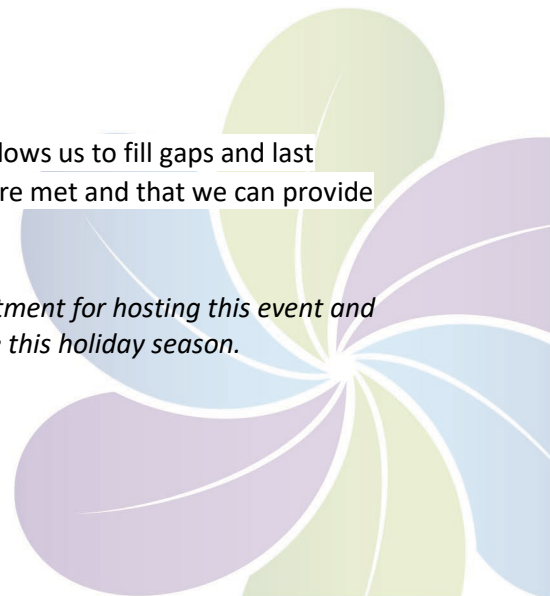 lows us to fill gaps and last
re met and that we can provide
tment for hosting this event and
this holiday season.